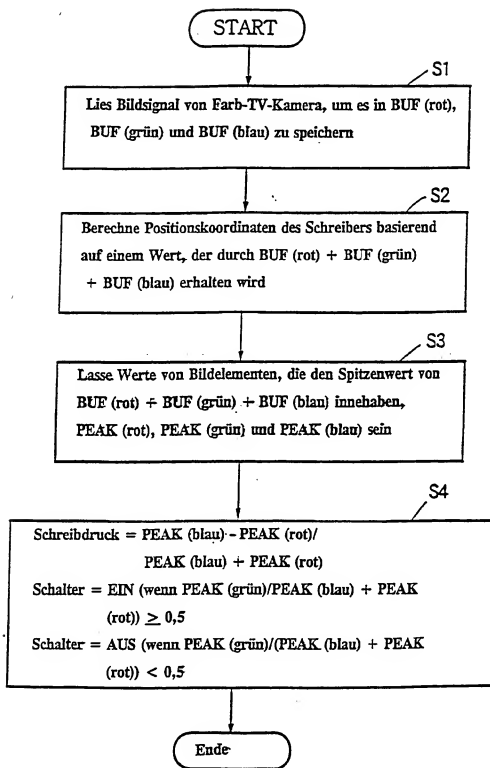 START
S1
Lies Bildsignal von Farb-TV-Kamera, um es in BUF (rot),
BUF (grün) und BUF (blau) zu speichern
S2
Berechne Positionskoordinaten des Schreibers basierend
auf einem Wert, der durch BUF (rot) + BUF (grün)
+ BUF (blau) erhalten wird
S3
Lasse Werte von Bildelementen, die den Spitzenwert von
BUF (rot) + BUF (grün) + BUF (blau) innehaben,
PEAK (rot), PEAK (grün) und PEAK (blau) sein
S4
Schreibdruck = PEAK (blau) - PEAK (rot)/
PEAK (blau) + PEAK (rot)
Schalter = EIN (wenn PEAK (grün)/PEAK (blau) + PEAK
(rot)) ≥ 0,5
Schalter = AUS (wenn PEAK (grün)/(PEAK (blau) + PEAK
(rot)) < 0,5
Ende